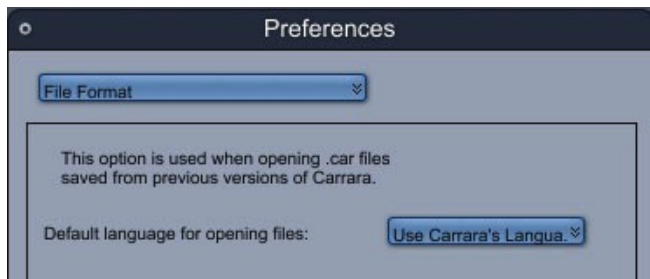 Preferences
File Format
This option is used when opening .car files
saved from previous versions of Carrara.
Default language for opening files:
Use Carrara's Langua.